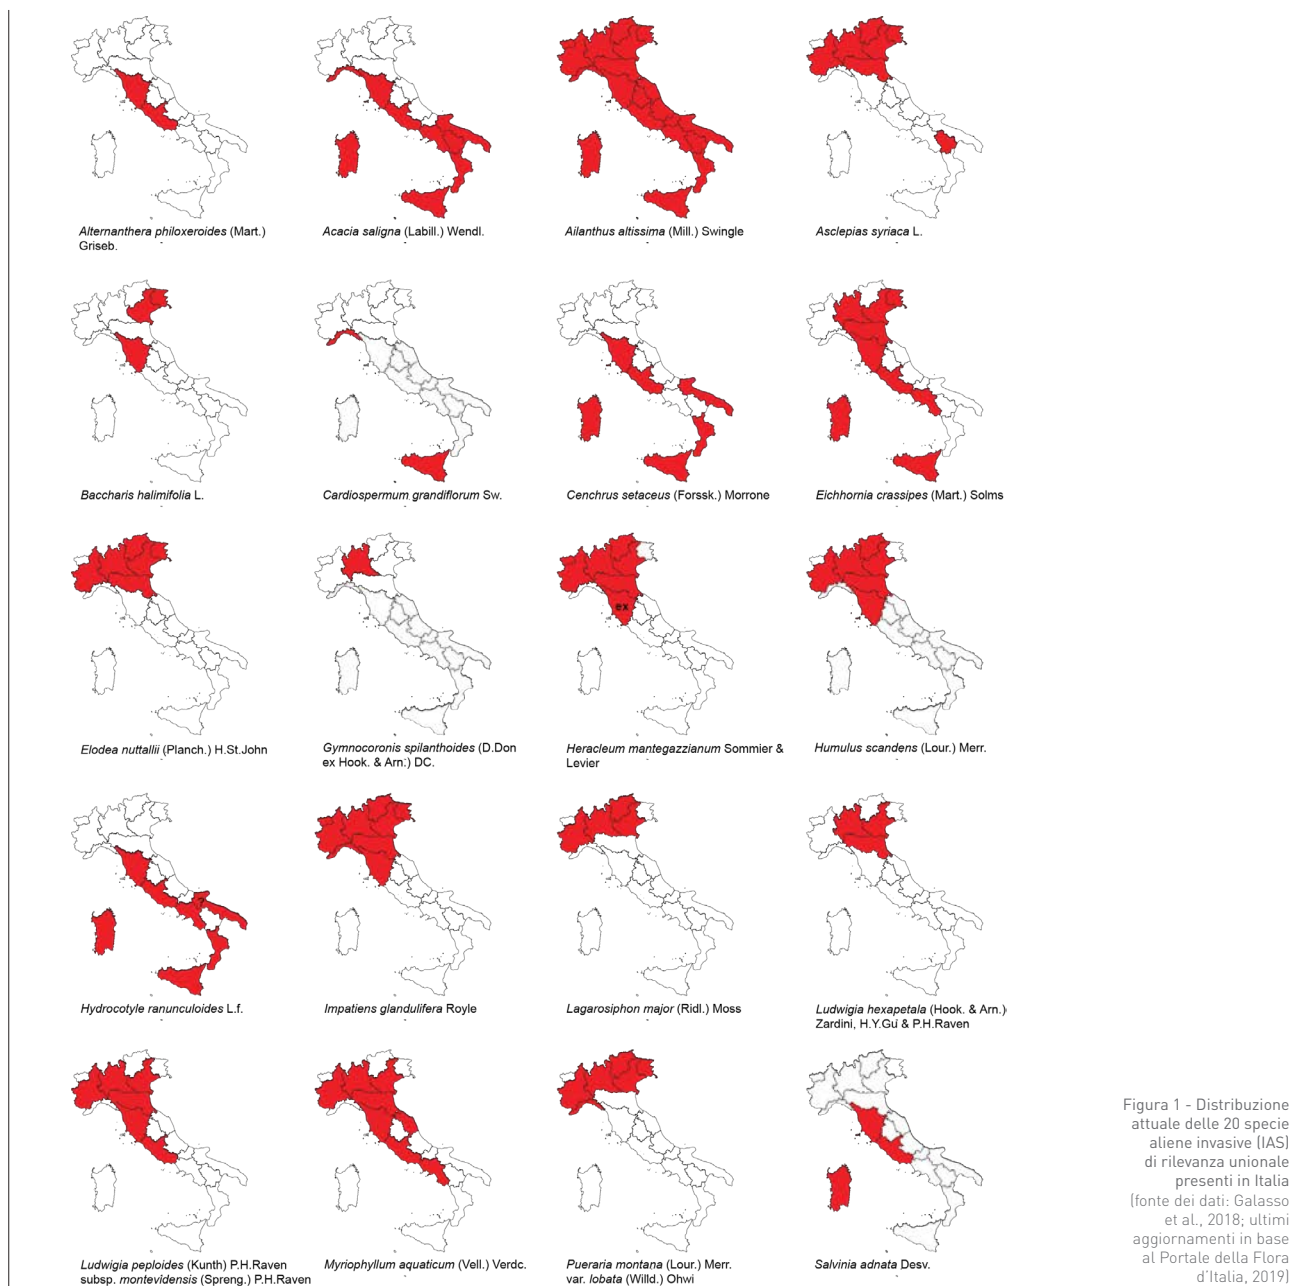 Alternanthera philoxeroides (Mart.)
Griseb.
Acacia saligna (Labill.) Wendl.
Ailanthus altissima (Mill.) Swingle
Asclepias syriaca L.
Baccharis halimifolia L.
Cardiospermum grandiflorum Sw.
Cenchrus setaceus (Forssk.) Morrone
Eichhornia crassipes (Mart.) Solms
ex
Elodea nuttallii (Planch.) H.St.John
Gymnocoronis spilanthoides (D.Don
ex Hook. & Arn.) DC.
Heracleum mantegazzianum Sommier &
Levier
Humulus scandens (Lour.) Merr.
Hydrocotyle ranunculoides L.f.
Impatiens glandulifera Royle
Lagarosiphon major (Ridl.) Moss
Ludwigia hexapetala (Hook. & Arn.)
Zardini, H.Y.Gu & P.H.Raven
Ludwigia peploides (Kunth) P.H.Raven
subsp. montevidensis (Spreng.) P.H.Raven
Myriophyllum aquaticum (Vell.) Verdc.
Pueraria montana (Lour.) Merr.
var. lobata (Willd.) Ohwi
Salvinia adnata Desv.
Figura 1 - Distribuzione
attuale delle 20 specie
aliene invasive (IAS)
di rilevanza unionale
presenti in Italia
(fonte dei dati: Galasso
et al., 2018; ultimi
aggiornamenti in base
al Portale della Flora
d'Italia, 2019)